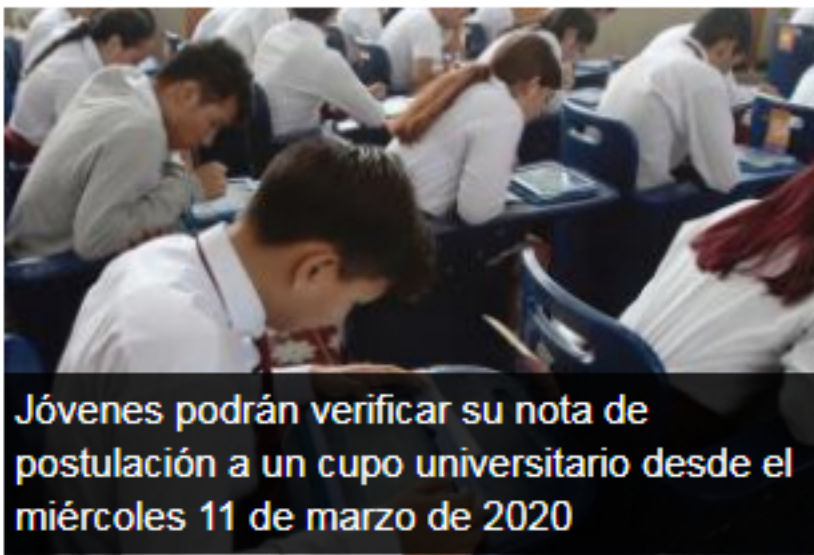 Jóvenes podrán verificar su nota de
postulación a un cupo universitario desde el
miércoles 11 de marzo de 2020